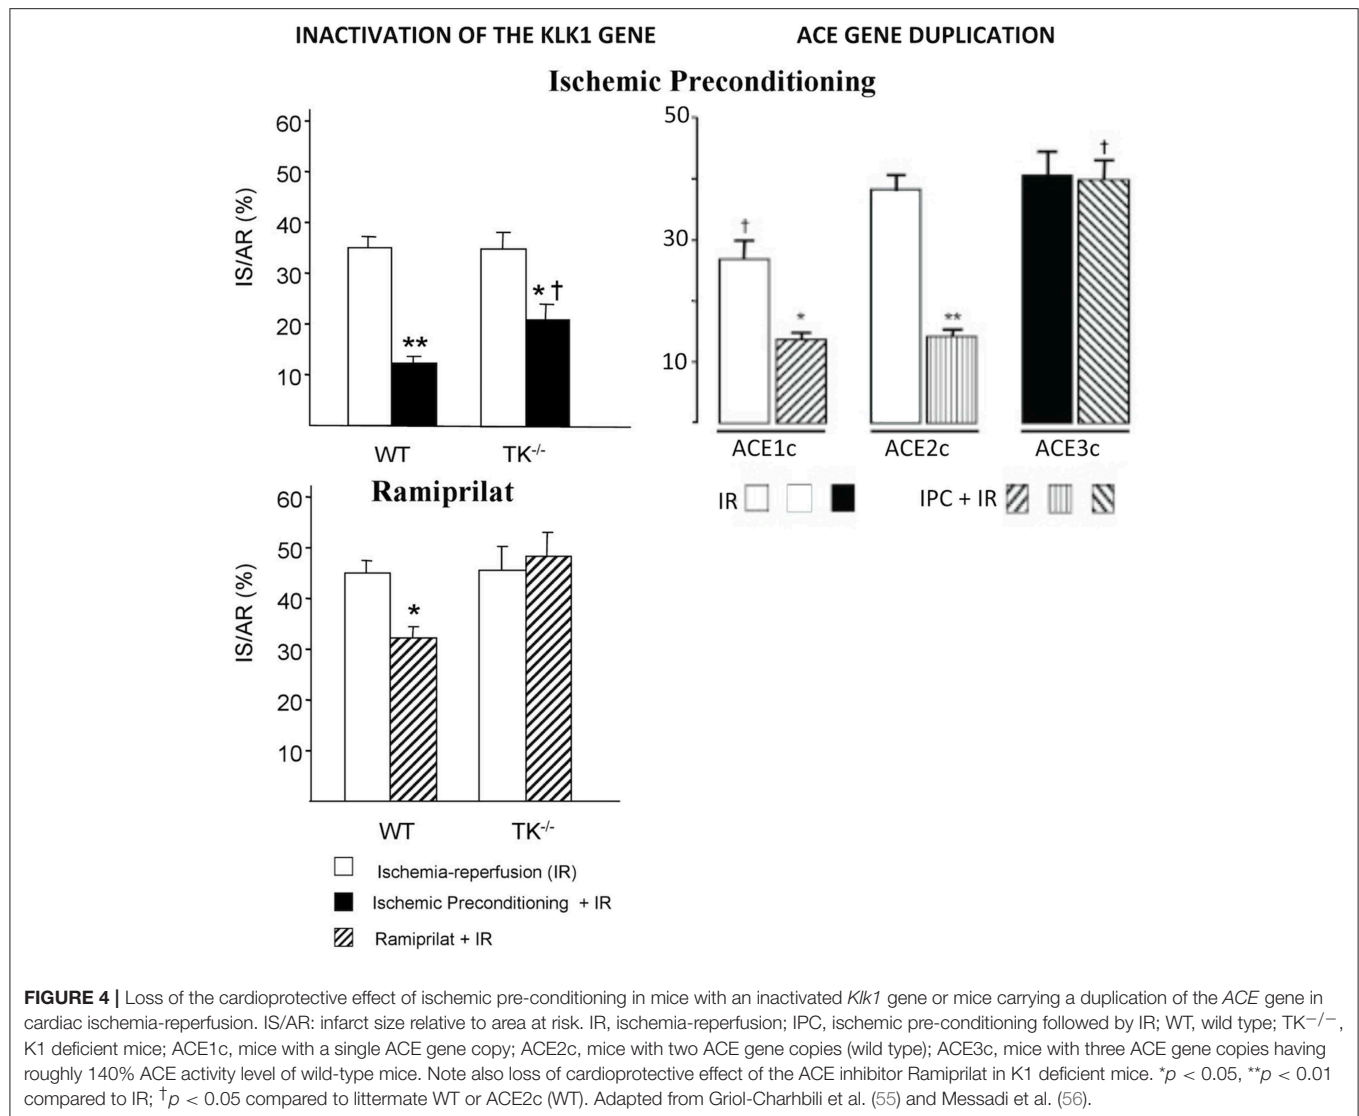 INACTIVATION OF THE KLK1 GENE
ACE GENE DUPLICATION
Ischemic Preconditioning
IS/AR (%)
60
50
40
30
20
10
**
* †
WT
TK-/-
50
30
10
†
*
**
†
ACE1c
ACE2c
ACE3c
IR
IPC + IR
Ramiprilat
IS/AR (%)
60
50
40
30
20
10
*
WT
TK-/-
Ischemia-reperfusion (IR)
Ischemic Preconditioning + IR
Ramiprilat + IR
FIGURE 4 | Loss of the cardioprotective effect of ischemic pre-conditioning in mice with an inactivated Klk1 gene or mice carrying a duplication of the ACE gene in
cardiac ischemia-reperfusion. IS/AR: infarct size relative to area at risk. IR, ischemia-reperfusion; IPC, ischemic pre-conditioning followed by IR; WT, wild type; TK−/−,
K1 deficient mice; ACE1c, mice with a single ACE gene copy; ACE2c, mice with two ACE gene copies (wild type); ACE3c, mice with three ACE gene copies having
roughly 140% ACE activity level of wild-type mice. Note also loss of cardioprotective effect of the ACE inhibitor Ramiprilat in K1 deficient mice. *p < 0.05, **p < 0.01
compared to IR; †p < 0.05 compared to littermate WT or ACE2c (WT). Adapted from Griol-Charhbili et al. (55) and Messadi et al. (56).